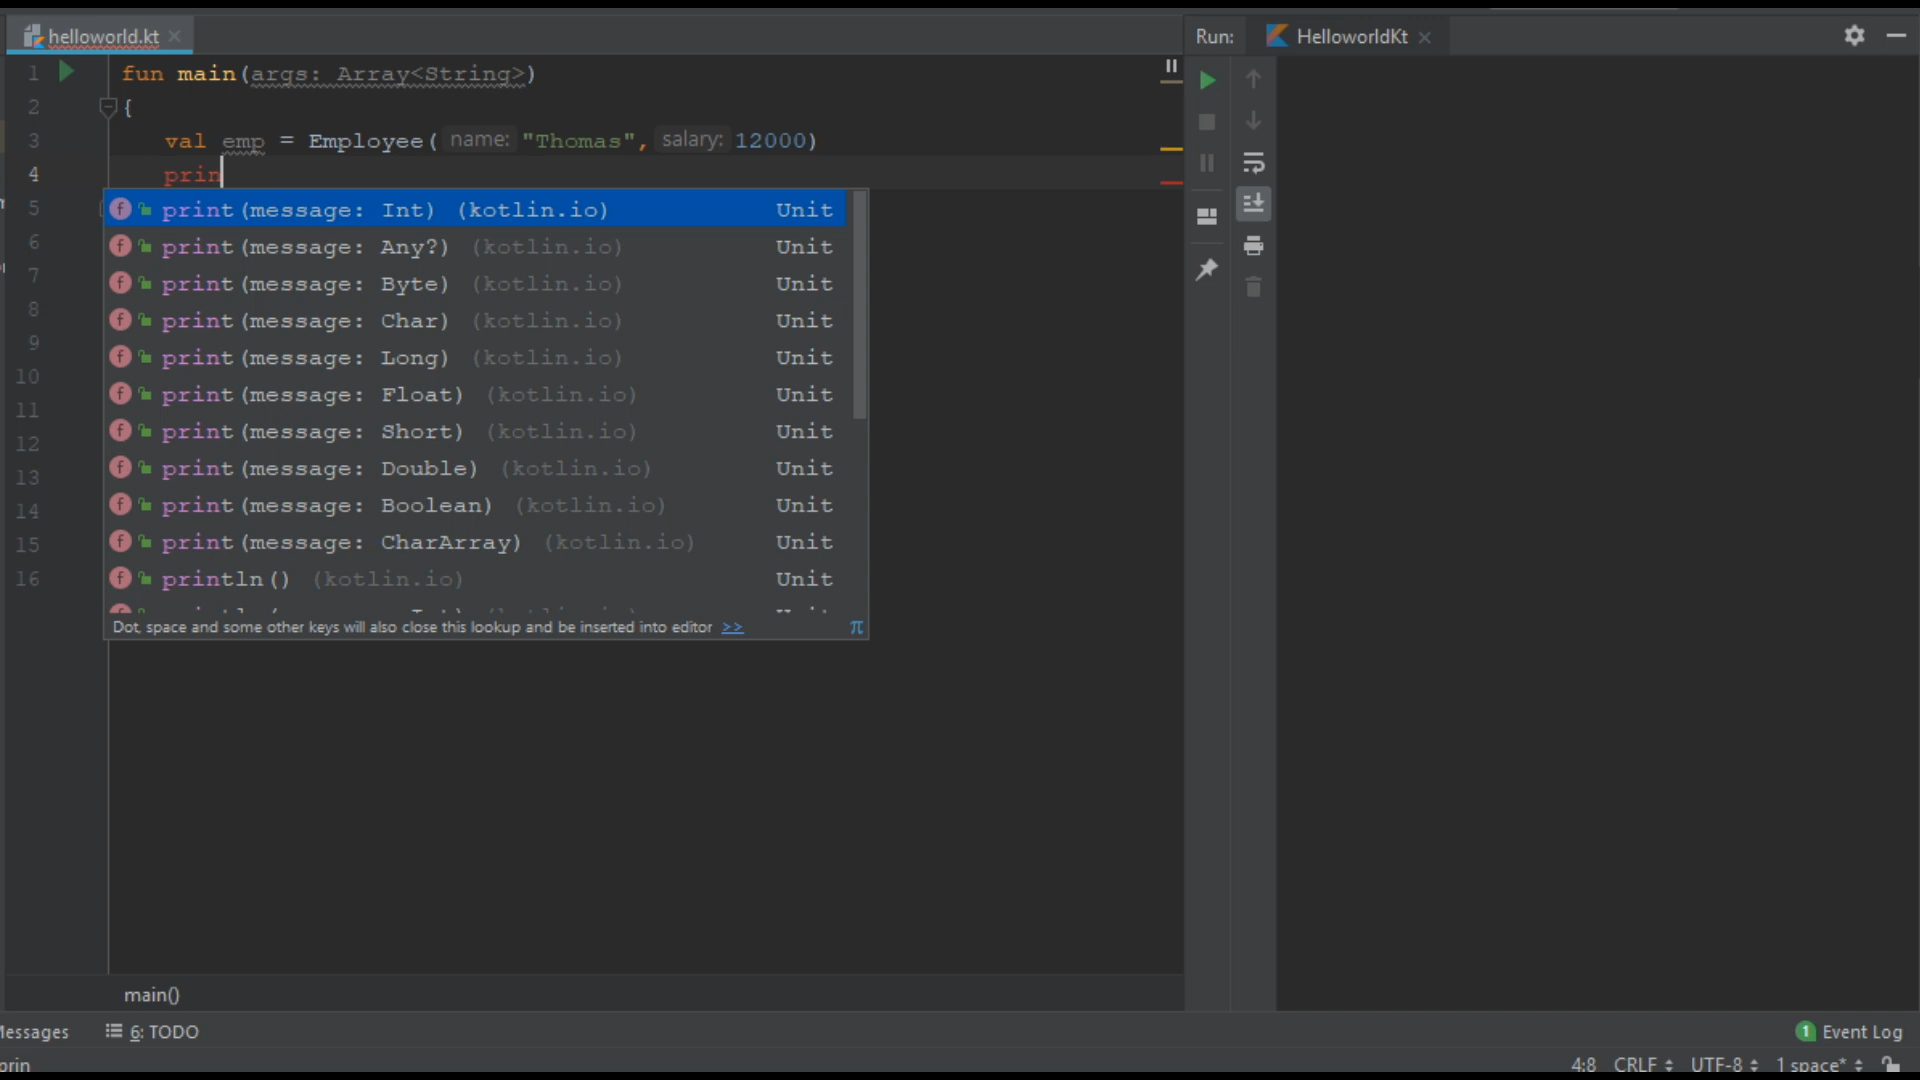 helloworld.kt
Run: HelloworldKt
1 fun main(args: Array<String>)
2 {
3 val emp = Employee( name: "Thomas", salary: 12000)
4 prin
5 print(message: Int) (kotlin.io) Unit
6 print(message: Any?) (kotlin.io) Unit
7 print(message: Byte) (kotlin.io) Unit
8 print(message: Char) (kotlin.io) Unit
9 print(message: Long) (kotlin.io) Unit
10 print(message: Float) (kotlin.io) Unit
11 print(message: Short) (kotlin.io) Unit
12 print(message: Double) (kotlin.io) Unit
13 print(message: Boolean) (kotlin.io) Unit
14 print(message: CharArray) (kotlin.io) Unit
15 println() (kotlin.io) Unit
16
Dot, space and some other keys will also close this lookup and be inserted into editor >> π
main()
Messages 6: TODO 1 Event Log
prin 4:8 CRLF UTF-8 1 space*